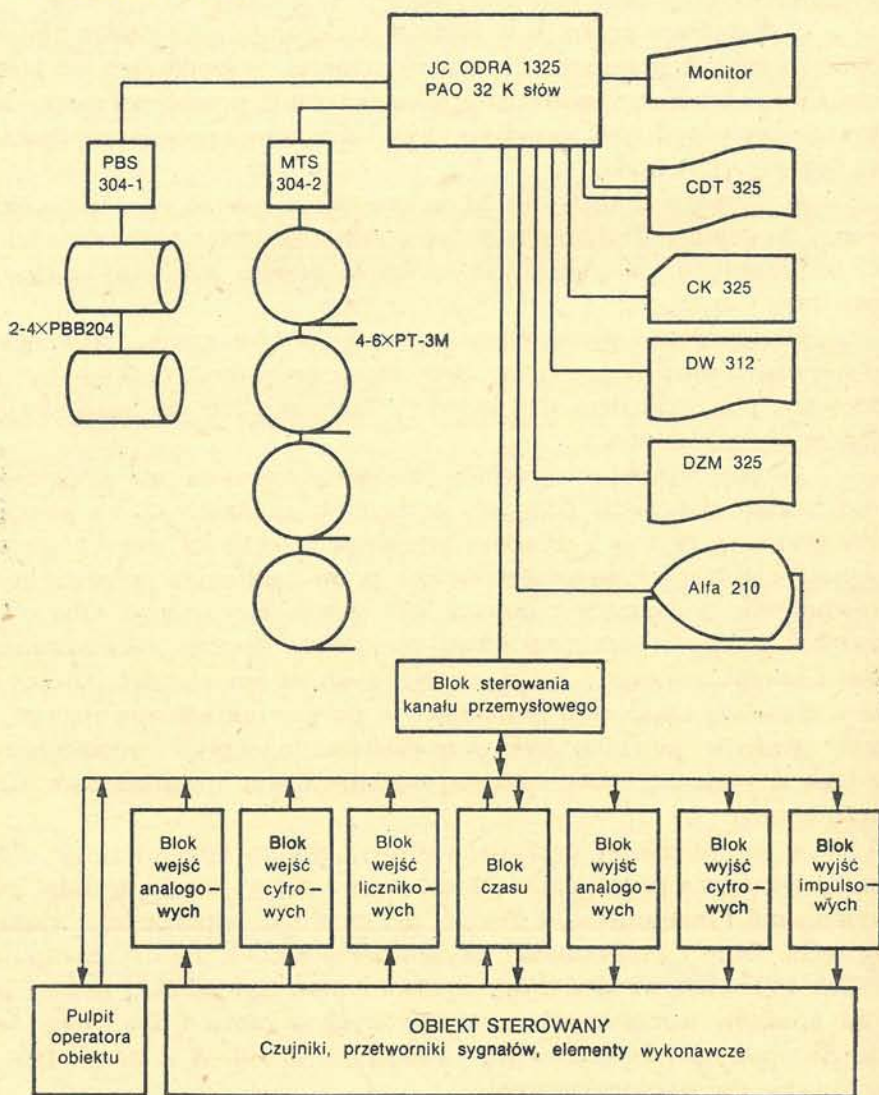 JC ODRA 1325
PAO 32 K słów
Monitor
PBS
304-1
MTS
304-2
CDT 325
CK 325
2-4×PBB204
4-6×PT-3M
DW 312
DZM 325
Alfa 210
Blok sterowania
kanału przemysłowego
Blok
wejść
analogo-
wych
Blok
wejść
cyfro-
wych
Blok
wejść
liczniko-
wych
Blok
czasu
Blok
wyjść
analogo-
wych
Blok
wyjść
cyfro-
wych
Blok
wyjść
impulso-
wych
Pulpit
operatora
obiektu
OBIEKT STEROWANY
Czujniki, przetworniki sygnałów, elementy wykonawcze